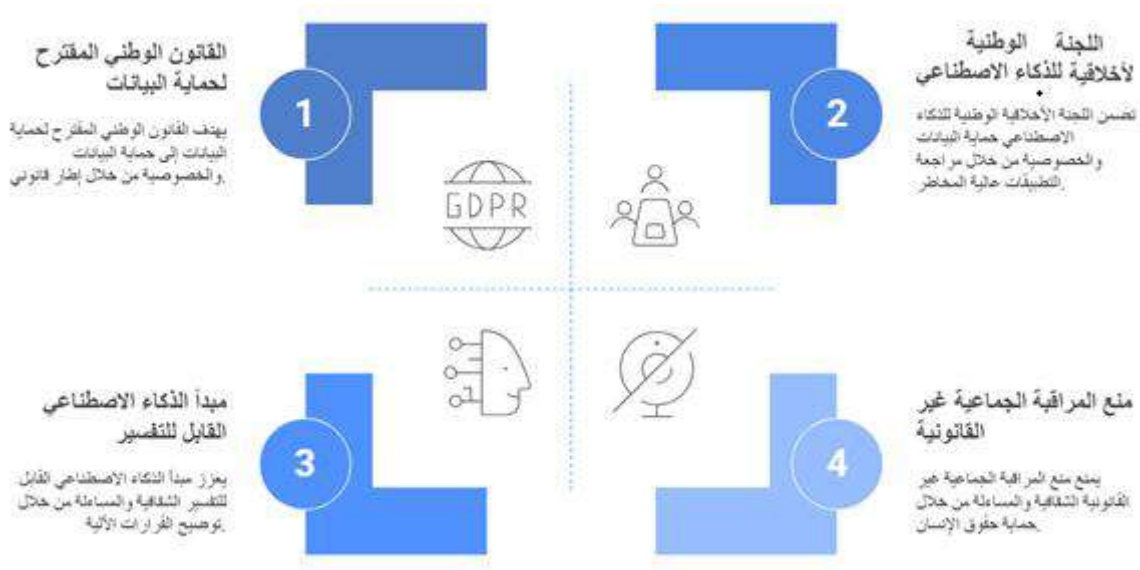 القانون الوطني المقترح
لحماية البيانات
يهدف القانون الوطني المقترح لحماية
البيانات إلى حماية البيانات
والخصوصية من خلال إطار قانوني.
1
اللجنة الوطنية
لأخلاقية للذكاء الاصطناعي
تضمن اللجنة الأخلاقية الوطنية للذكاء
الاصطناعي حماية البيانات
والخصوصية من خلال مراجعة
التطبيقات عالية المخاطر.
2
GDPR
مبدأ الذكاء الاصطناعي
القابل للتفسير
يعزز مبدأ الذكاء الاصطناعي القابل
للتفسير الشفافية والمساءلة من خلال
توضيح القرارات الآلية.
3
منع المراقبة الجماعية غير
القانونية
يمنع منع المراقبة الجماعية غير
القانونية الشفافية والمساءلة من خلال
حماية حقوق الإنسان.
4